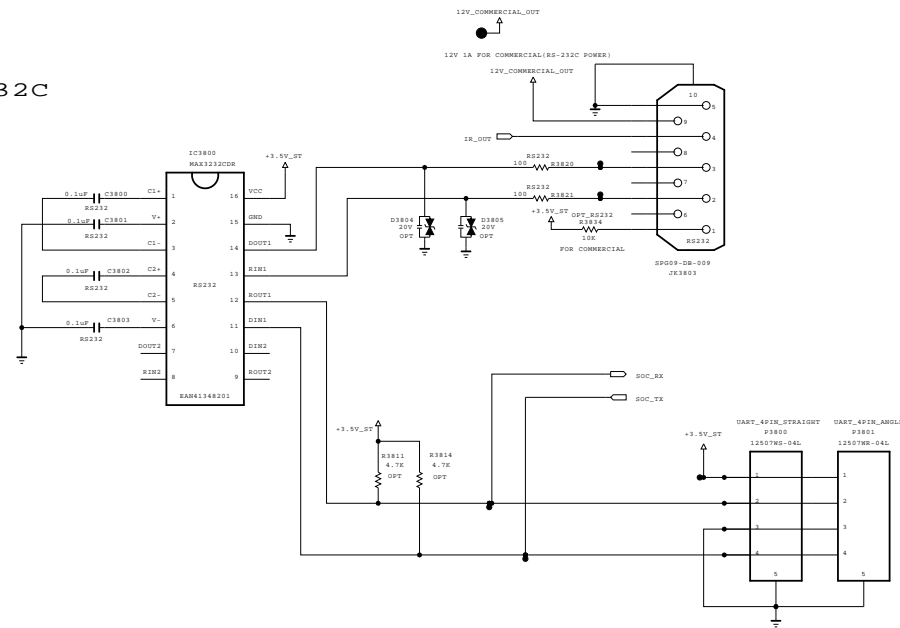 12V_COMMERCIAL_OUT
12V 1A FOR COMMERCIAL(RS-232C POWER)
12V_COMMERCIAL_OUT
32C
10
5
9
IR_OUT
4
8
IC3800
MAX3232CDR
+3.5V_ST
RS232
100 R3820
3
7
0.1uF C3800
RS232
C1+
1
16
VCC
RS232
100 R3821
2
0.1uF C3801
RS232
V+
2
15
GND
D3804
20V
OPT
D3805
20V
OPT
+3.5V_ST
OPT_RS232
R3834
10K
FOR COMMERCIAL
6
1
RS232
C1-
3
14
DOUT1
SPG09-DB-009
JK3803
0.1uF C3802
RS232
C2+
4
13
RIN1
RS232
C2-
5
12
ROUT1
0.1uF C3803
RS232
V-
6
11
DIN1
DOUT2
7
10
DIN2
RIN2
8
9
ROUT2
EAN41348201
SOC_RX
SOC_TX
+3.5V_ST
R3811
4.7K
OPT
R3814
4.7K
OPT
+3.5V_ST
UART_4PIN_STRAIGHT
P3800
12507WS-04L
UART_4PIN_ANGL
P3801
12507WR-04L
1
1
2
2
3
3
4
4
5
5